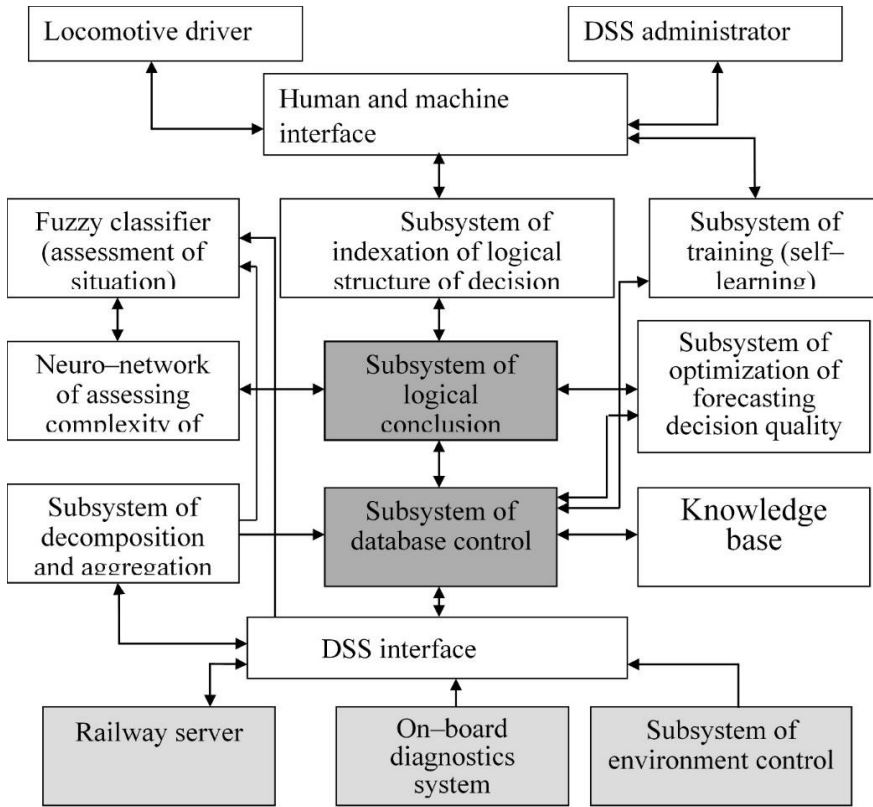 Locomotive driver
DSS administrator
Human and machine
interface
Fuzzy classifier
(assessment of
situation)
Subsystem of
indexation of logical
structure of decision
Subsystem of
training (self–
learning)
Neuro–network
of assessing
complexity of
Subsystem of
logical
conclusion
Subsystem of
optimization of
forecasting
decision quality
Subsystem of
decomposition
and aggregation
Subsystem of
database control
Knowledge
base
DSS interface
Railway server
On–board
diagnostics
system
Subsystem of
environment control